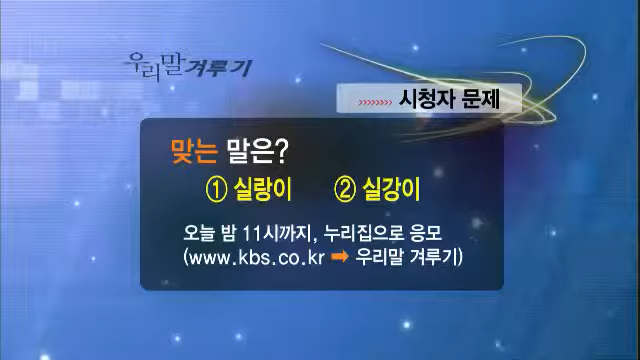 우리말겨루기
»»»» 시청자 문제
맞는 말은?
① 실랑이 ② 실강이
오늘 밤 11시까지, 누리집으로 응모
(www.kbs.co.kr ➡ 우리말 겨루기)